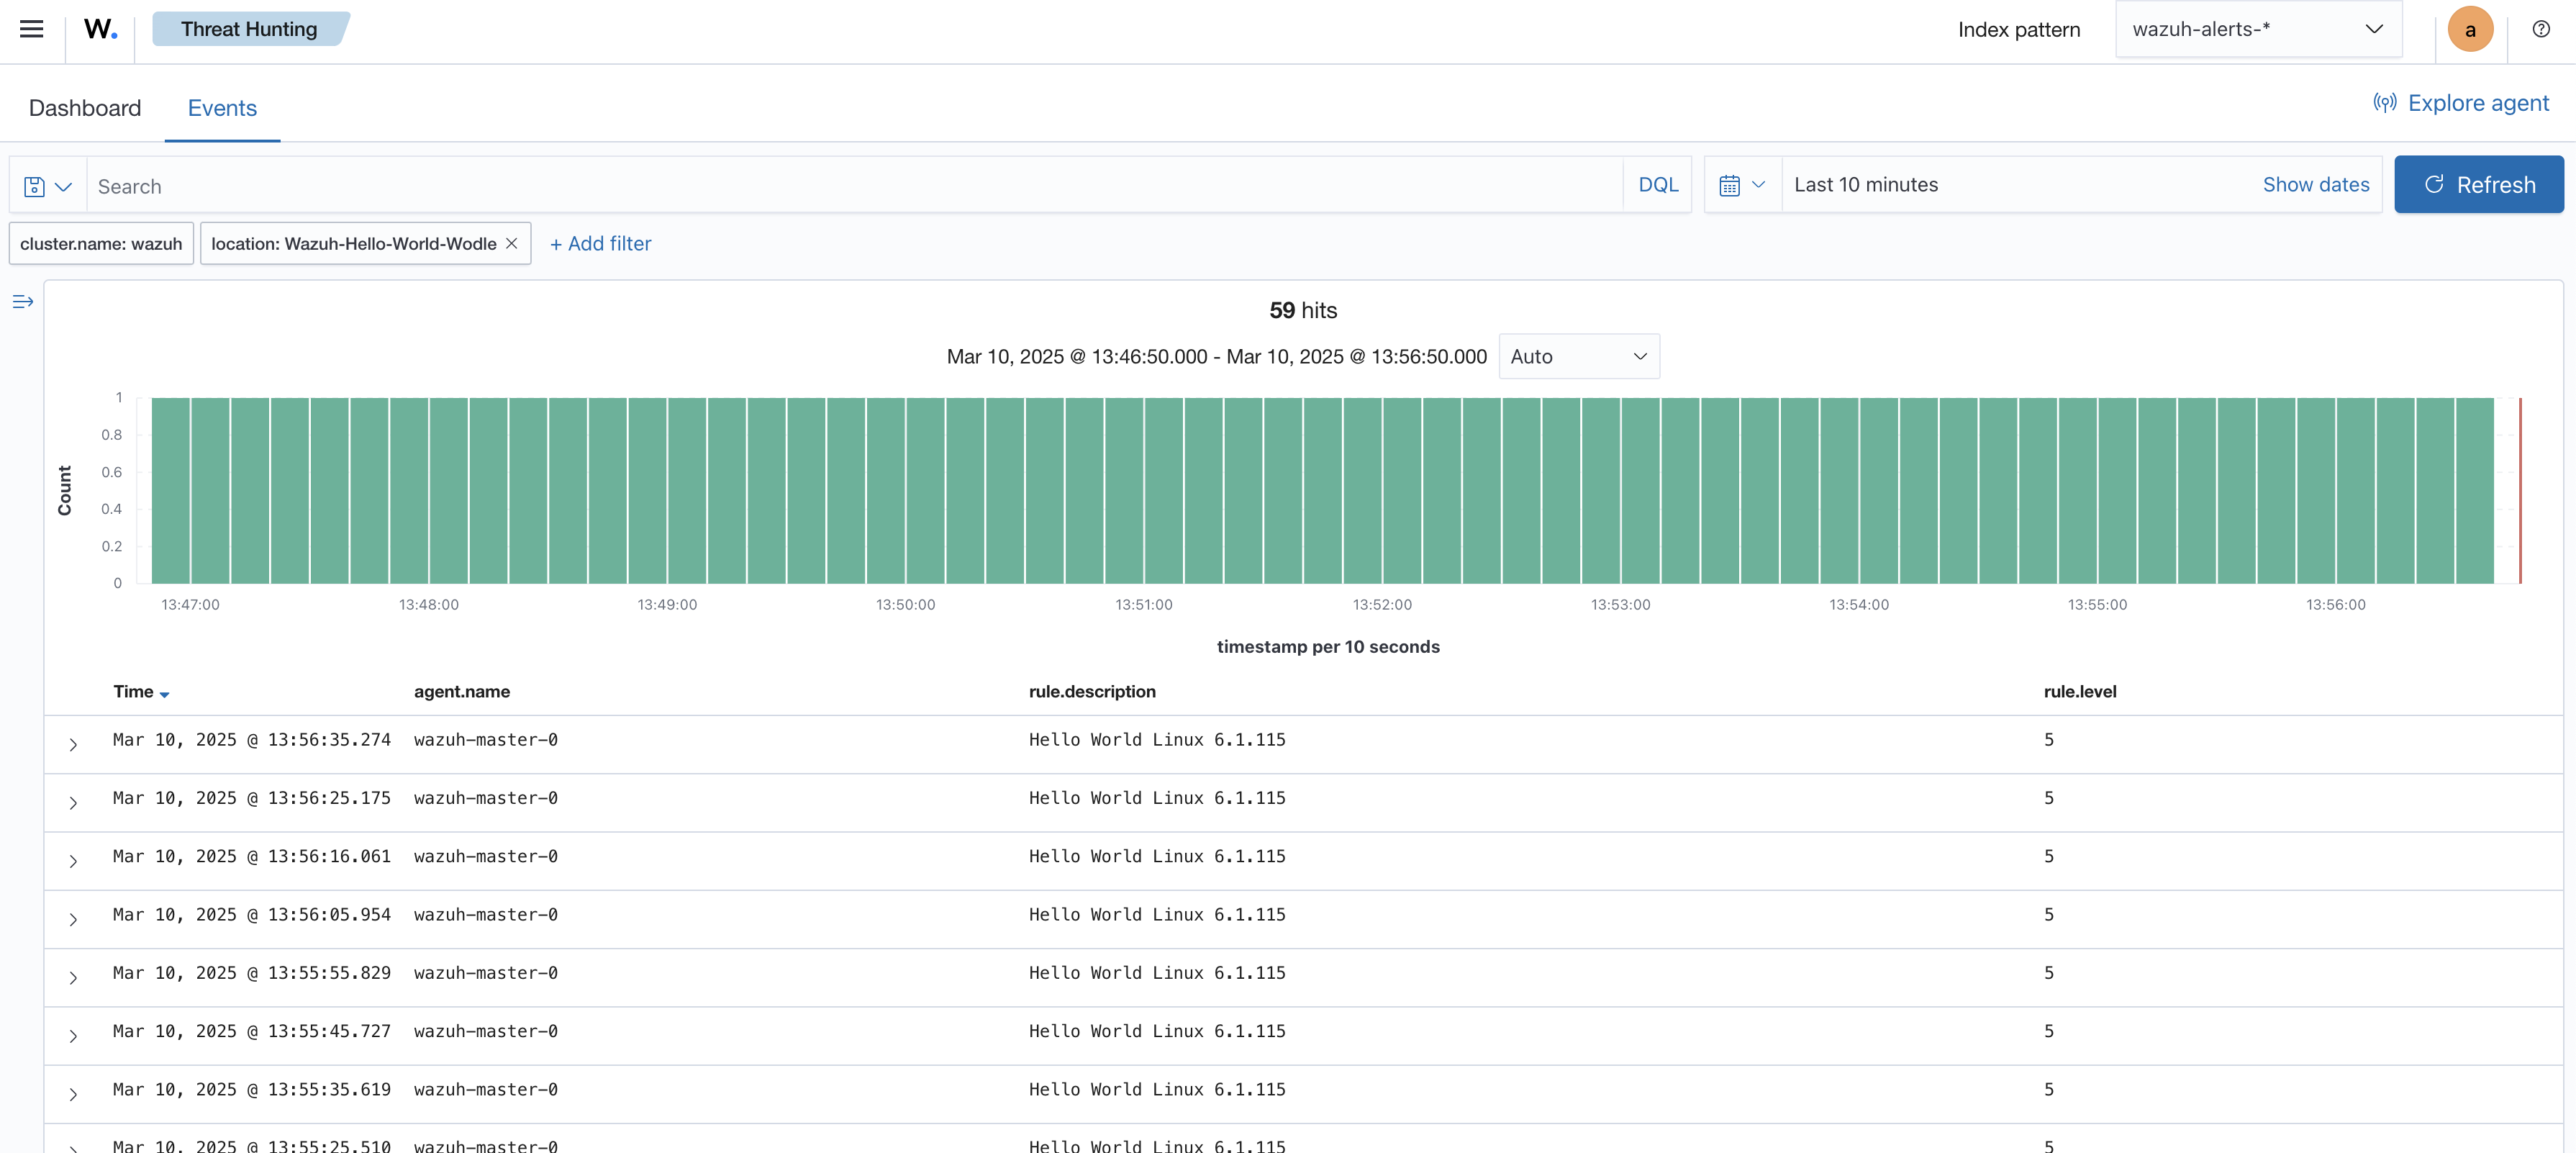 W. Threat Hunting Index pattern wazuh-alerts-* a
Dashboard Events Explore agent
Search DQL Last 10 minutes Show dates Refresh
cluster.name: wazuh location: Wazuh-Hello-World-Wodle × + Add filter
59 hits
Mar 10, 2025 @ 13:46:50.000 - Mar 10, 2025 @ 13:56:50.000 Auto
1
0.8
0.6
0.4
0.2
0
Count
13:47:00 13:48:00 13:49:00 13:50:00 13:51:00 13:52:00 13:53:00 13:54:00 13:55:00 13:56:00
timestamp per 10 seconds
Time agent.name rule.description rule.level
Mar 10, 2025 @ 13:56:35.274 wazuh-master-0 Hello World Linux 6.1.115 5
Mar 10, 2025 @ 13:56:25.175 wazuh-master-0 Hello World Linux 6.1.115 5
Mar 10, 2025 @ 13:56:16.061 wazuh-master-0 Hello World Linux 6.1.115 5
Mar 10, 2025 @ 13:56:05.954 wazuh-master-0 Hello World Linux 6.1.115 5
Mar 10, 2025 @ 13:55:55.829 wazuh-master-0 Hello World Linux 6.1.115 5
Mar 10, 2025 @ 13:55:45.727 wazuh-master-0 Hello World Linux 6.1.115 5
Mar 10, 2025 @ 13:55:35.619 wazuh-master-0 Hello World Linux 6.1.115 5
Mar 10, 2025 @ 13:55:25.510 wazuh-master-0 Hello World Linux 6.1.115 5